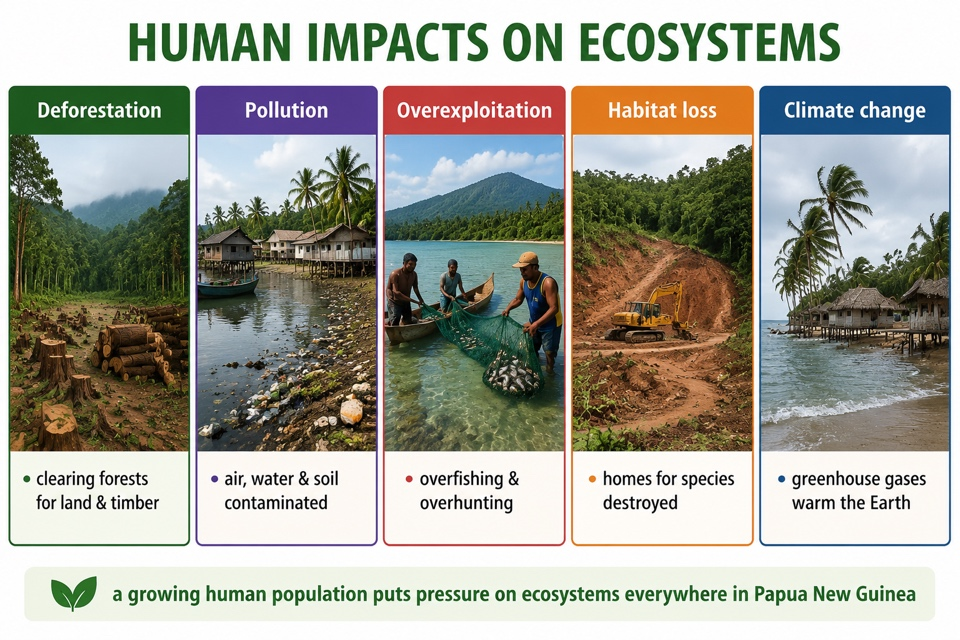 HUMAN IMPACTS ON ECOSYSTEMS
Deforestation
• clearing forests
for land & timber
Pollution
• air, water & soil
contaminated
Overexploitation
• overfishing &
overhunting
Habitat loss
• homes for species
destroyed
Climate change
• greenhouse gases
warm the Earth
a growing human population puts pressure on ecosystems everywhere in Papua New Guinea